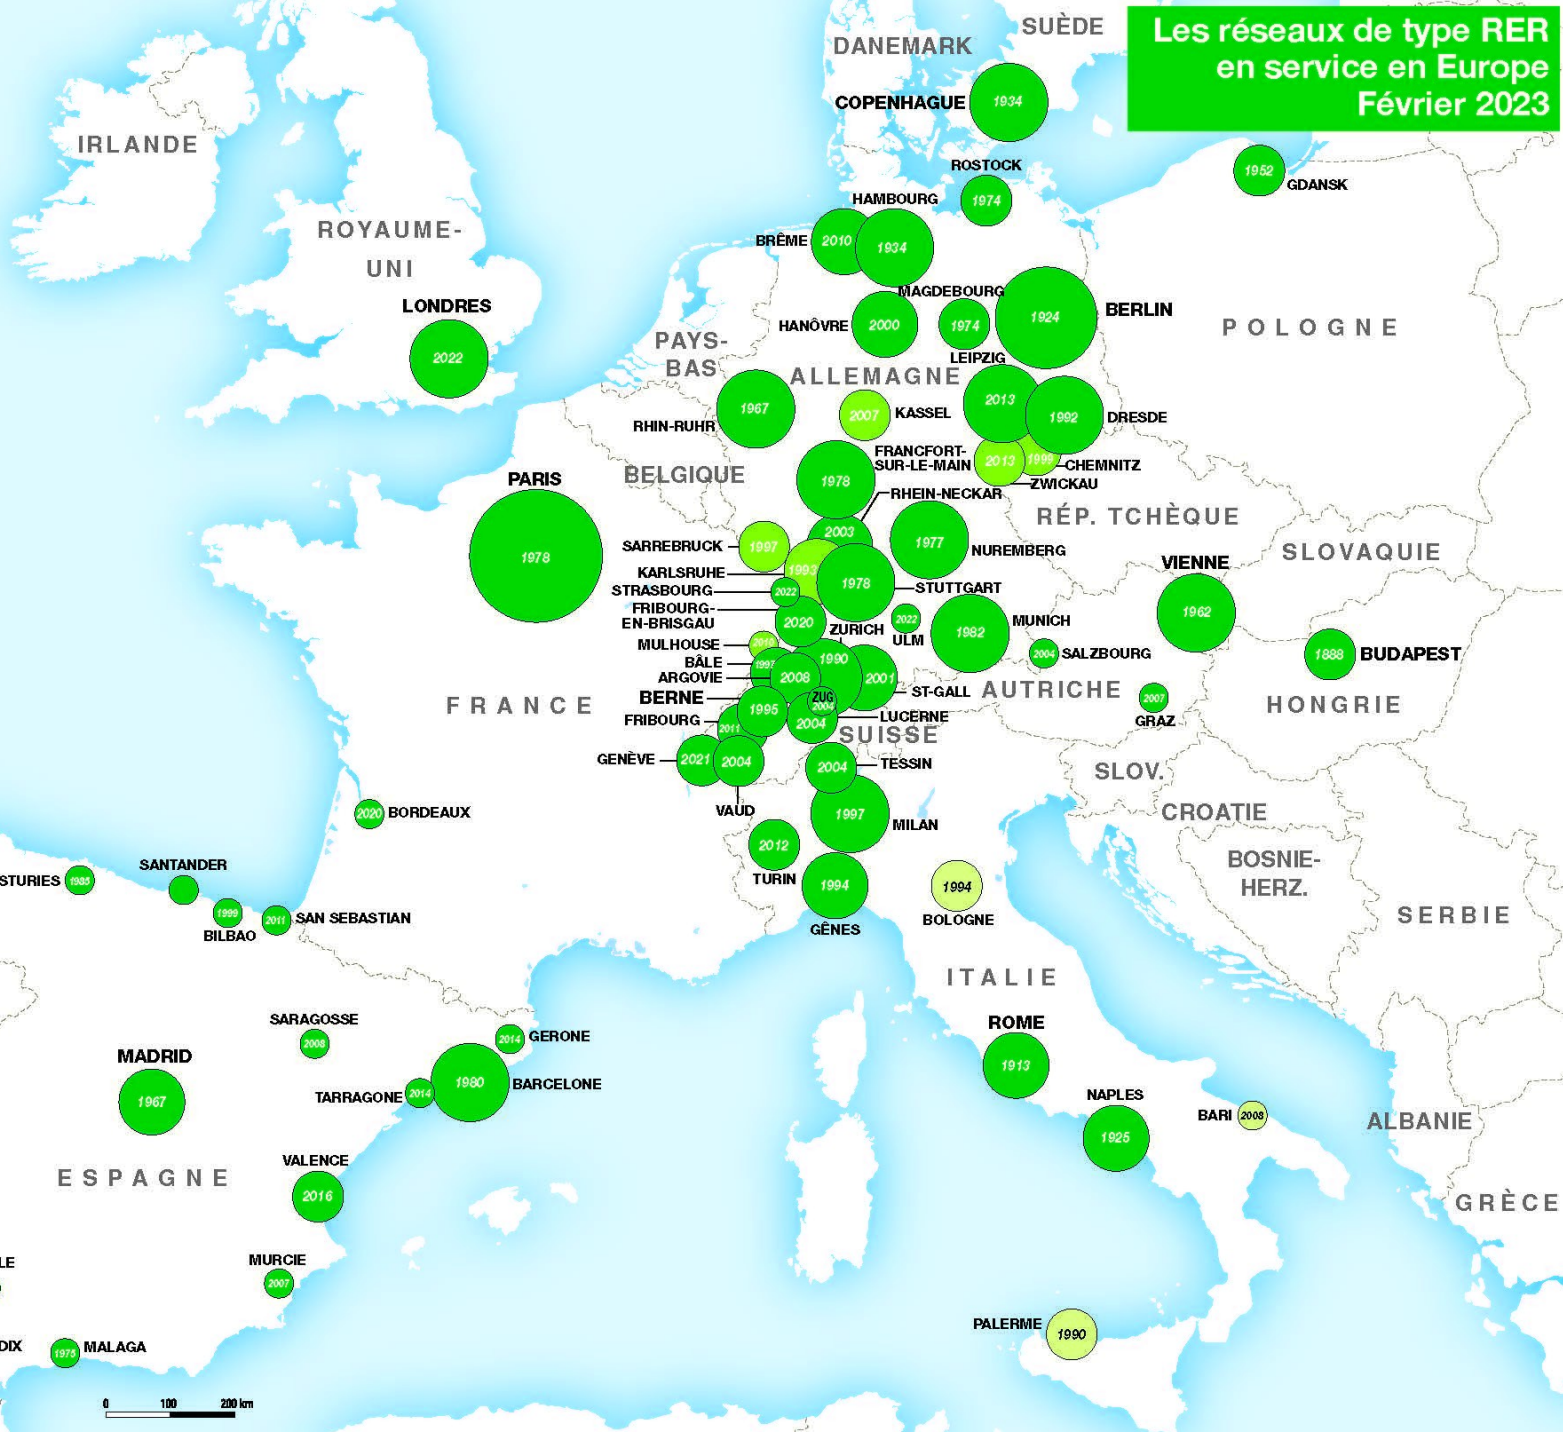 Les réseaux de type RER
en service en Europe
Février 2023
SUÈDE
DANEMARK
COPENHAGUE
1934
IRLANDE
ROSTOCK
1974
1952
GDANSK
HAMBOURG
BRÊME
2010
1934
ROYAUME-
UNI
LONDRES
2022
MAGDEBOURG
HANÔVRE
2000
1974
1924
BERLIN
POLOGNE
PAYS-
BAS
LEIPZIG
ALLEMAGNE
1967
RHIN-RUHR
2007
KASSEL
2013
1992
DRESDE
FRANCFORT-
SUR-LE-MAIN
2013
1999
CHEMNITZ
ZWICKAU
BELGIQUE
PARIS
1978
1978
RHEIN-NECKAR
2003
RÉP. TCHÈQUE
SARREBRUCK
1997
1977
NUREMBERG
SLOVAQUIE
VIENNE
1962
KARLSRUHE
1993
1978
STUTTGART
STRASBOURG
2022
FRIBOURG-
EN-BRISGAU
2020
2022
ULM
1982
MUNICH
ZURICH
1990
MULHOUSE
2004
SALZBOURG
1888
BUDAPEST
BÂLE
1997
ARGOVIE
2008
2001
ST-GALL
AUTRICHE
2007
GRAZ
HONGRIE
FRANCE
BERNE
1995
ZUG
2004
FRIBOURG
2011
2004
LUCERNE
SUISSE
GENÈVE
2021
2004
2004
TESSIN
SLOV.
VAUD
CROATIE
2020
BORDEAUX
1997
MILAN
2012
TURIN
BOSNIE-
HERZ.
SANTANDER
STURIES
1985
1994
GÊNES
1994
BOLOGNE
1999
BILBAO
2011
SAN SEBASTIAN
SERBIE
ITALIE
SARAGOSSE
2008
2014
GERONE
ROME
1913
MADRID
1967
TARRAGONE
2014
1980
BARCELONE
NAPLES
1925
BARI
2008
ALBANIE
VALENCE
2016
ESPAGNE
GRÈCE
MURCIE
2007
LE
PALERME
1990
DIX
1975
MALAGA
0 100 200 km